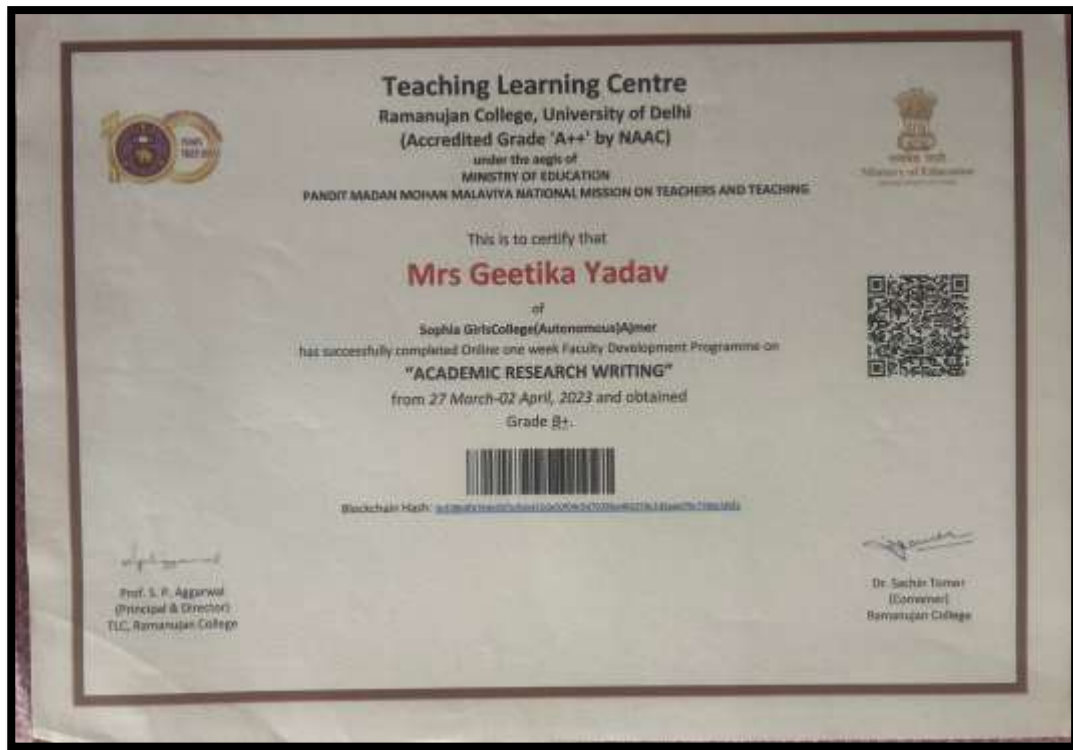 Teaching Learning Centre
Ramanujan College, University of Delhi
(Accredited Grade 'A++' by NAAC)
under the aegis of
MINISTRY OF EDUCATION
PANDIT MADAN MOHAN MALAVIYA NATIONAL MISSION ON TEACHERS AND TEACHING
Ministry of Education
This is to certify that
Mrs Geetika Yadav
of
Sophia GirlsCollege(Autonomous)Ajmer
has successfully completed Online one week Faculty Development Programme on
"ACADEMIC RESEARCH WRITING"
from 27 March-02 April, 2023 and obtained
Grade B+.
Blockchain Hash:
Prof. S. P. Aggarwal
(Principal & Director)
TLC, Ramanujan College
Dr. Sachin Tomer
(Convener)
Ramanujan College